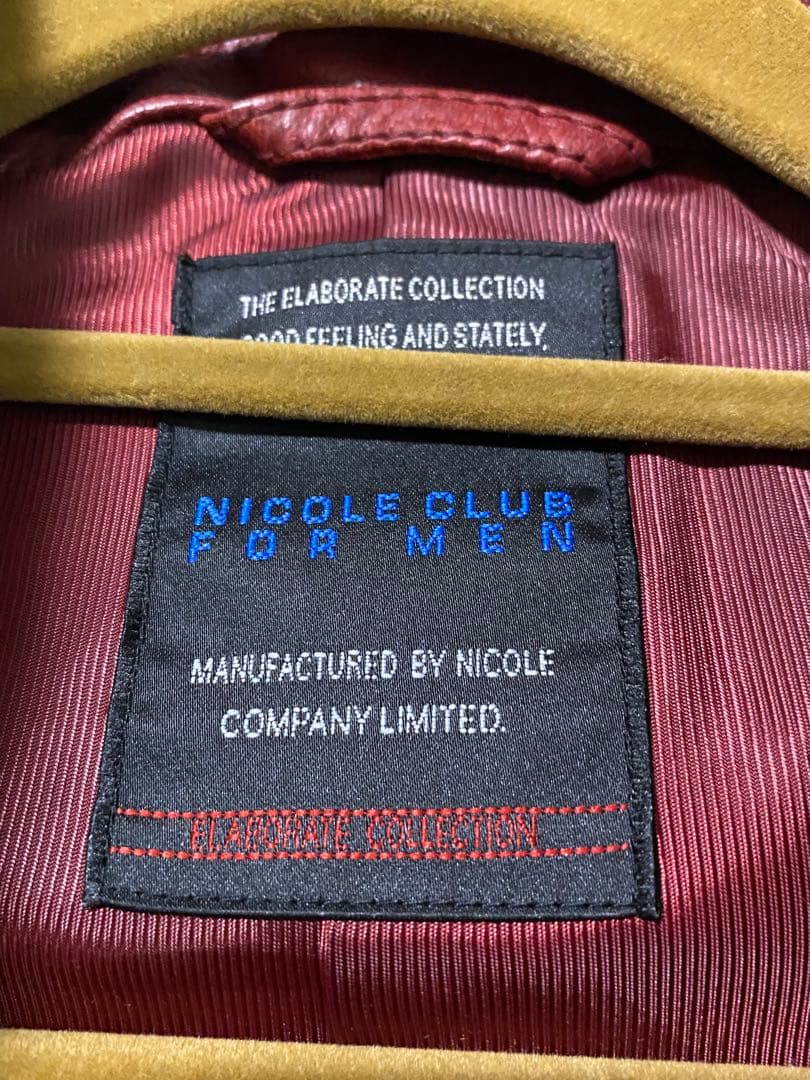 THE ELABORATE COLLECTION
GOOD FEELING AND STATELY,
NICOLE CLUB
FOR MEN
MANUFACTURED BY NICOLE
COMPANY LIMITED.
ELABORATE COLLECTION